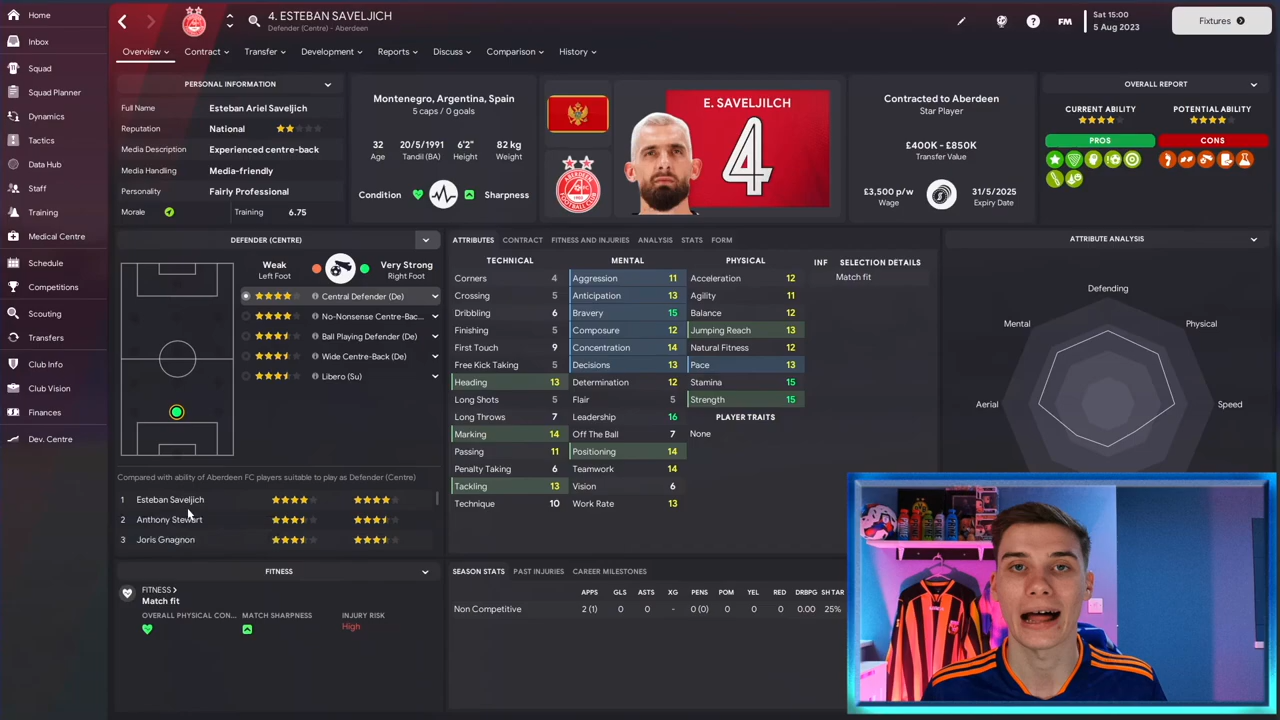 Home
Inbox
Squad
Squad Planner
Dynamics
Tactics
Data Hub
Staff
Training
Medical Centre
Schedule
Competitions
Scouting
Transfers
Club Info
Club Vision
Finances
Dev. Centre
4. ESTEBAN SAVELJICH
Defender (Centre) - Aberdeen
FM
Sat 15:00
5 Aug 2023
Fixtures
Overview Contract Transfer Development Reports Discuss Comparison History
PERSONAL INFORMATION
Full Name Esteban Ariel Saveljich
Reputation National
Media Description Experienced centre-back
Media Handling Media-friendly
Personality Fairly Professional
Morale Training 6.75
Montenegro, Argentina, Spain
5 caps / 0 goals
32 20/5/1991 6'2" 82 kg
Age Tandil (BA) Height Weight
Condition Sharpness
E. SAVELJILCH
4
ABERDEEN
FOOTBALL CLUB
1903
Contracted to Aberdeen
Star Player
£400K - £850K
Transfer Value
£3,500 p/w 31/5/2025
Wage Expiry Date
OVERALL REPORT
CURRENT ABILITY POTENTIAL ABILITY
PROS CONS
DEFENDER (CENTRE)
Weak Very Strong
Left Foot Right Foot
Central Defender (De)
No-Nonsense Centre-Bac...
Ball Playing Defender (De)
Wide Centre-Back (De)
Libero (Su)
Compared with ability of Aberdeen FC players suitable to play as Defender (Centre)
1 Esteban Saveljich
2 Anthony Stewart
3 Joris Gnagnon
FITNESS
FITNESS >
Match fit
OVERALL PHYSICAL CON... MATCH SHARPNESS INJURY RISK
High
ATTRIBUTES CONTRACT FITNESS AND INJURIES ANALYSIS STATS FORM
TECHNICAL MENTAL PHYSICAL
Corners 4 Aggression 11 Acceleration 12
Crossing 5 Anticipation 13 Agility 11
Dribbling 6 Bravery 15 Balance 12
Finishing 5 Composure 12 Jumping Reach 13
First Touch 9 Concentration 14 Natural Fitness 12
Free Kick Taking 5 Decisions 13 Pace 13
Heading 13 Determination 12 Stamina 15
Long Shots 5 Flair 5 Strength 15
Long Throws 7 Leadership 16 PLAYER TRAITS
Marking 14 Off The Ball 7 None
Passing 11 Positioning 14
Penalty Taking 6 Teamwork 14
Tackling 13 Vision 6
Technique 10 Work Rate 13
INF SELECTION DETAILS
Match fit
SEASON STATS PAST INJURIES CAREER MILESTONES
APPS GLS ASTS XG PENS POM YEL RED DRBPG SH TAR
Non Competitive 2 (1) 0 0 - 0 (0) 0 0 0 0.00 25%
ATTRIBUTE ANALYSIS
Defending
Mental Physical
Aerial Speed